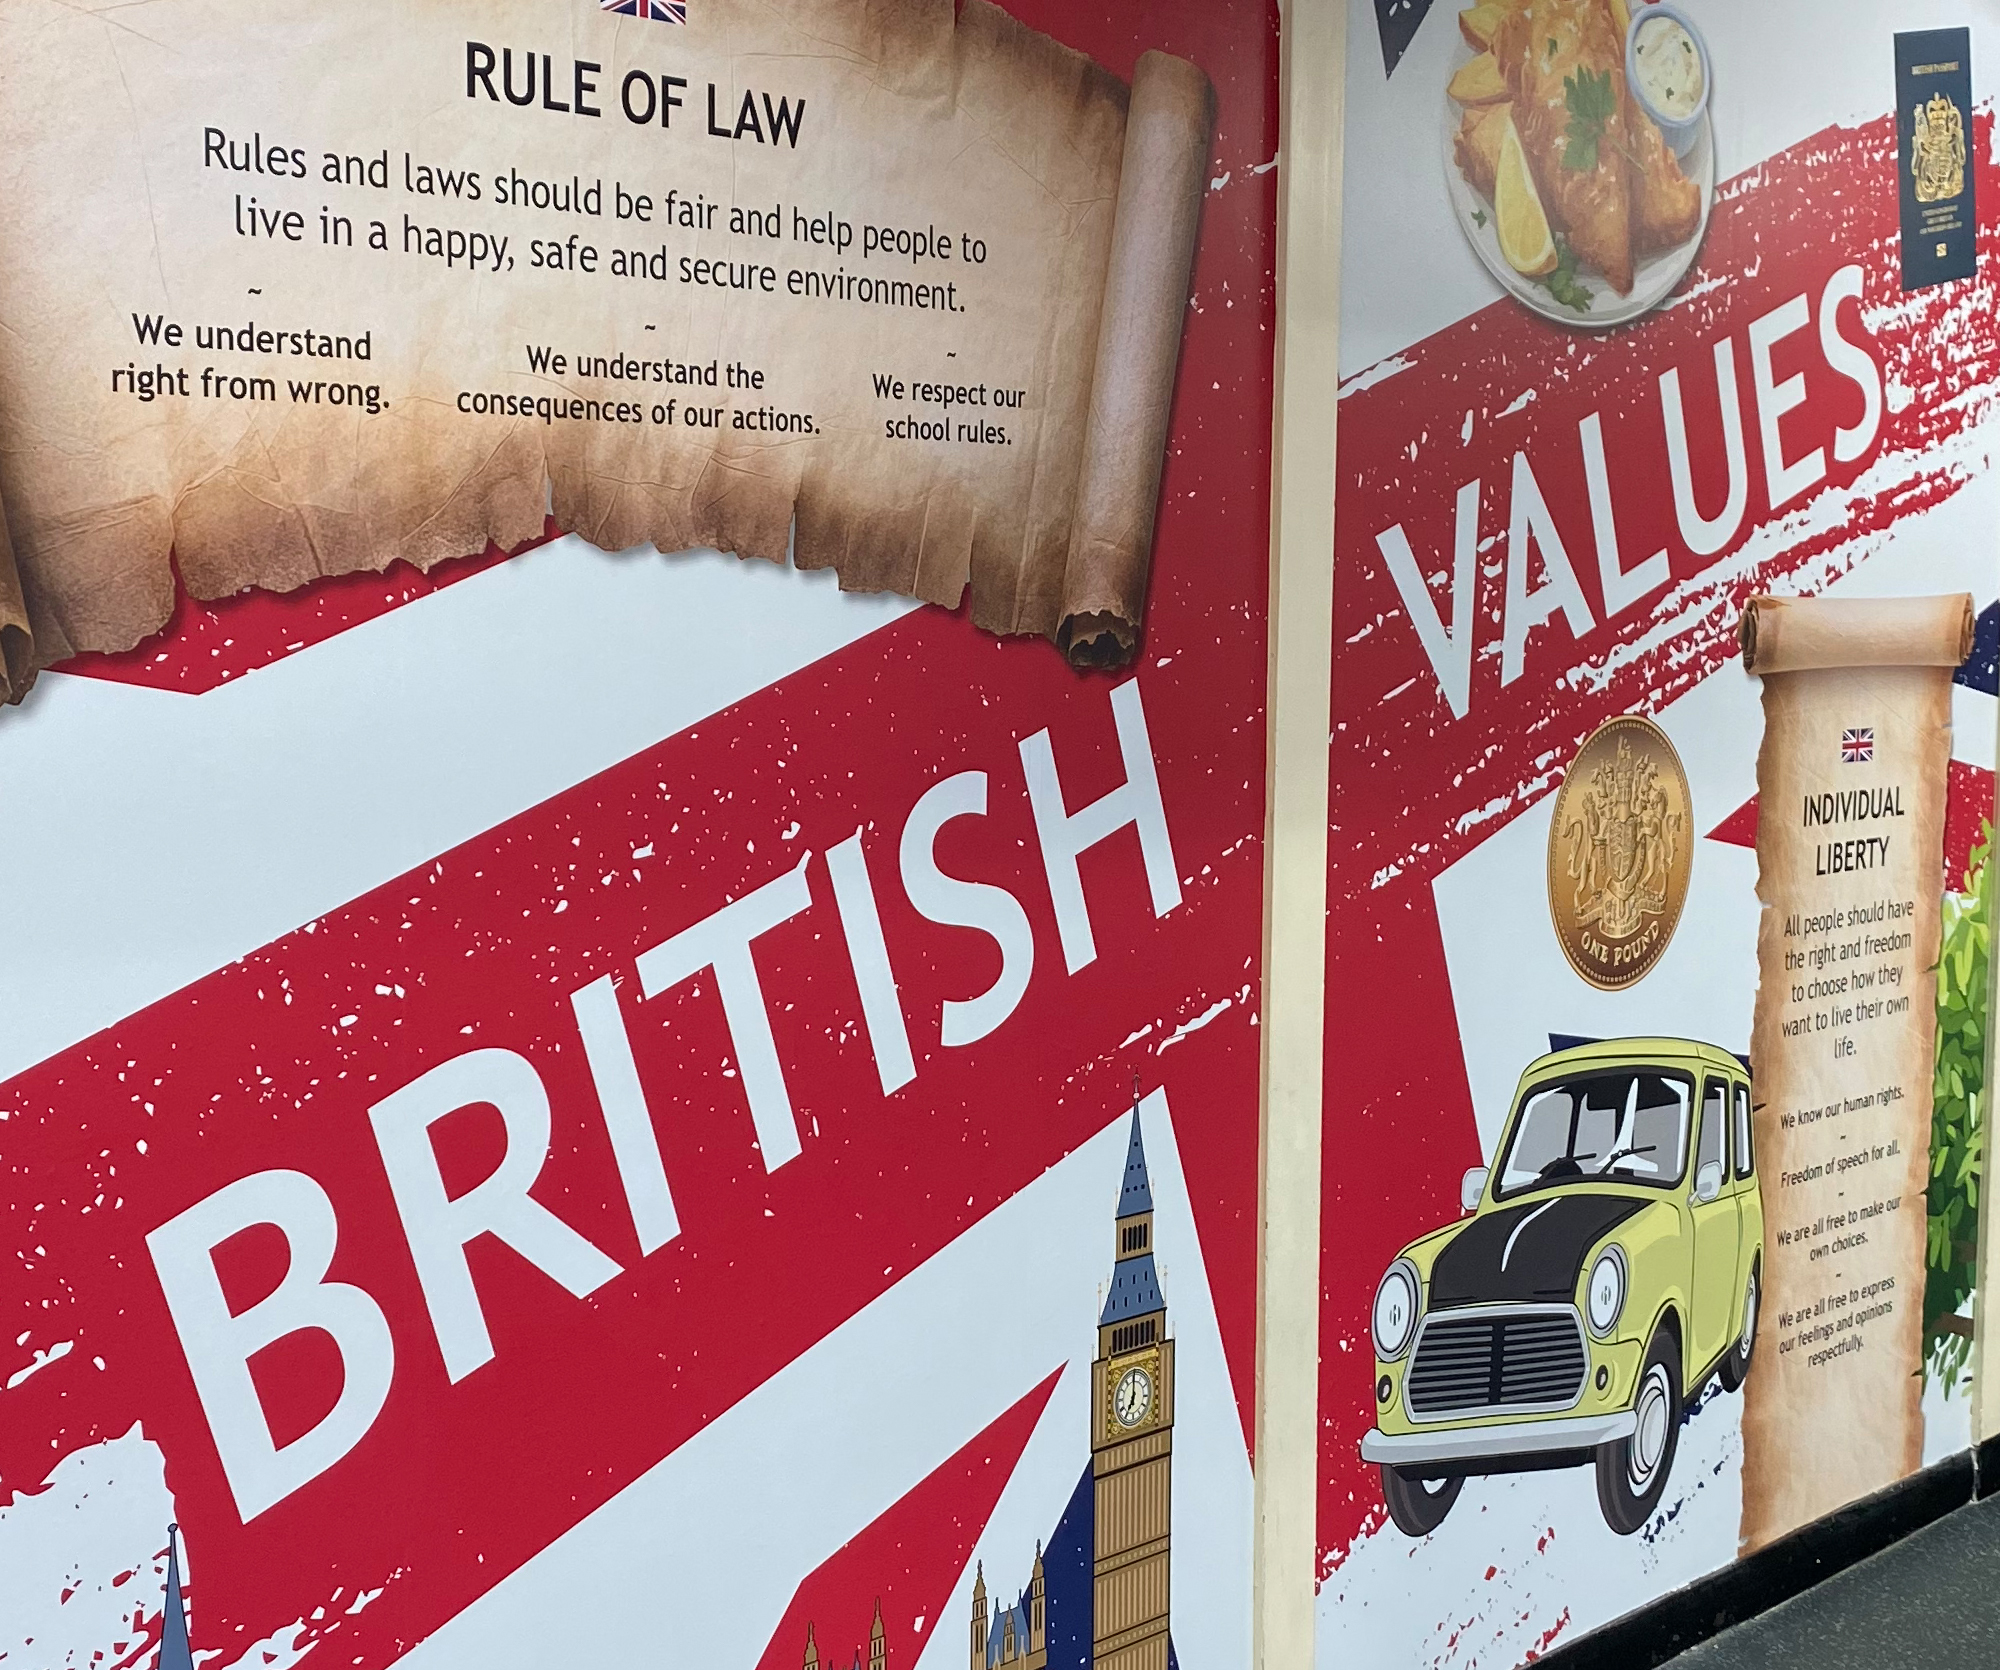 RULE OF LAW
Rules and laws should be fair and help people to
live in a happy, safe and secure environment.
~
We understand
right from wrong.
~
We understand the
consequences of our actions.
~
We respect our
school rules.
BRITISH
VALUES
BRITISH PASSPORT
ONE POUND
INDIVIDUAL
LIBERTY
All people should have
the right and freedom
to choose how they
want to live their own
life.
We know our human rights.
~
Freedom of speech for all.
~
We are all free to make our
own choices.
~
We are all free to express
our feelings and opinions
respectfully.